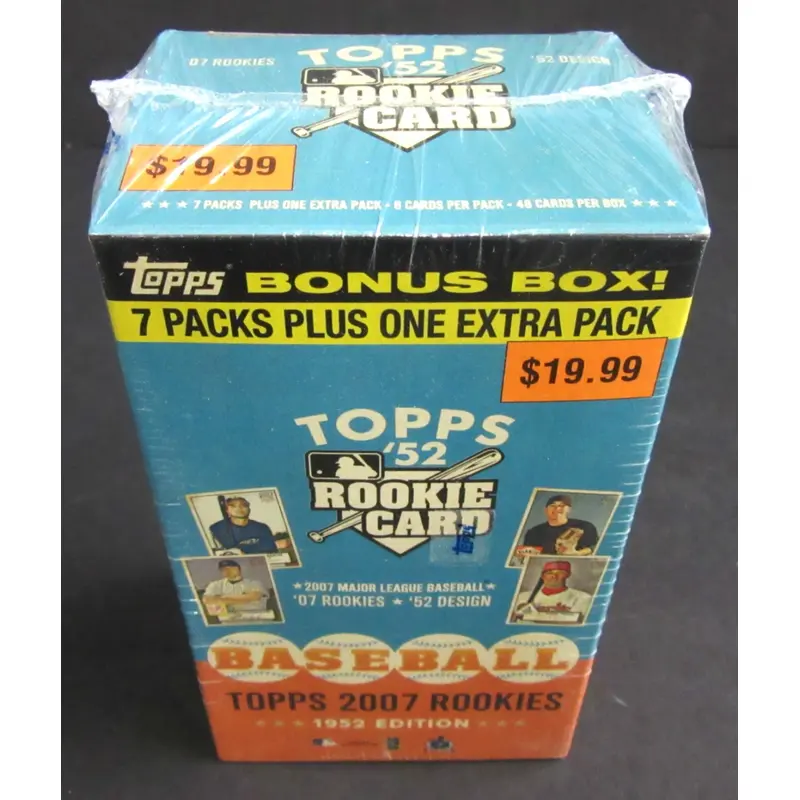 07 ROOKIES
TOPPS
'52 DESIGN
'52
ROOKIE
CARD
$19.99
★ ★ ★ 7 PACKS PLUS ONE EXTRA PACK - 8 CARDS PER PACK - 48 CARDS PER BOX ★ ★ ★
topps BONUS BOX!
7 PACKS PLUS ONE EXTRA PACK
$19.99
TOPPS
'52
ROOKIE
CARD
topps
★ 2007 MAJOR LEAGUE BASEBALL ★
'07 ROOKIES ★ '52 DESIGN
BASEBALL
TOPPS 2007 ROOKIES
★ ★ ★ 1952 EDITION ★ ★ ★